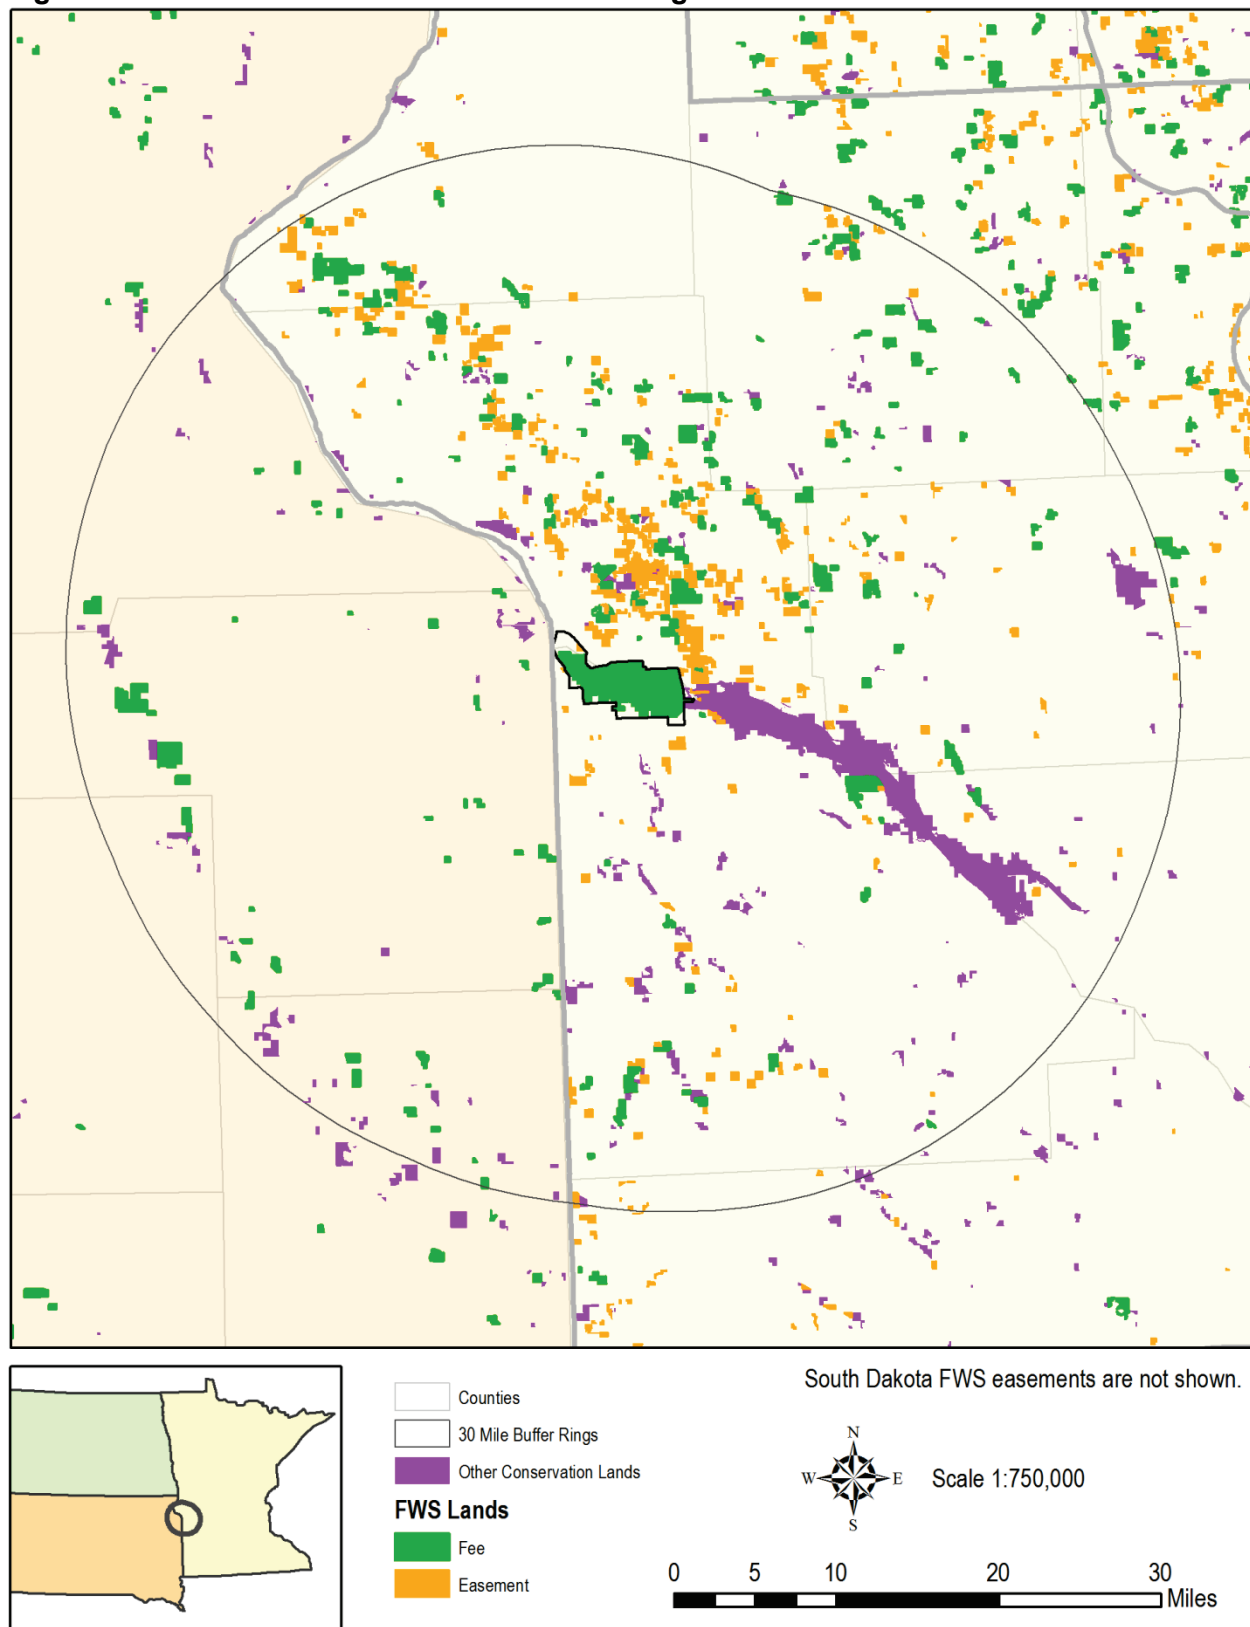 South Dakota FWS easements are not shown.
Counties
30 Mile Buffer Rings
Other Conservation Lands
FWS Lands
Fee
Easement
N
W E
S
Scale 1:750,000
0 5 10 20 30
Miles